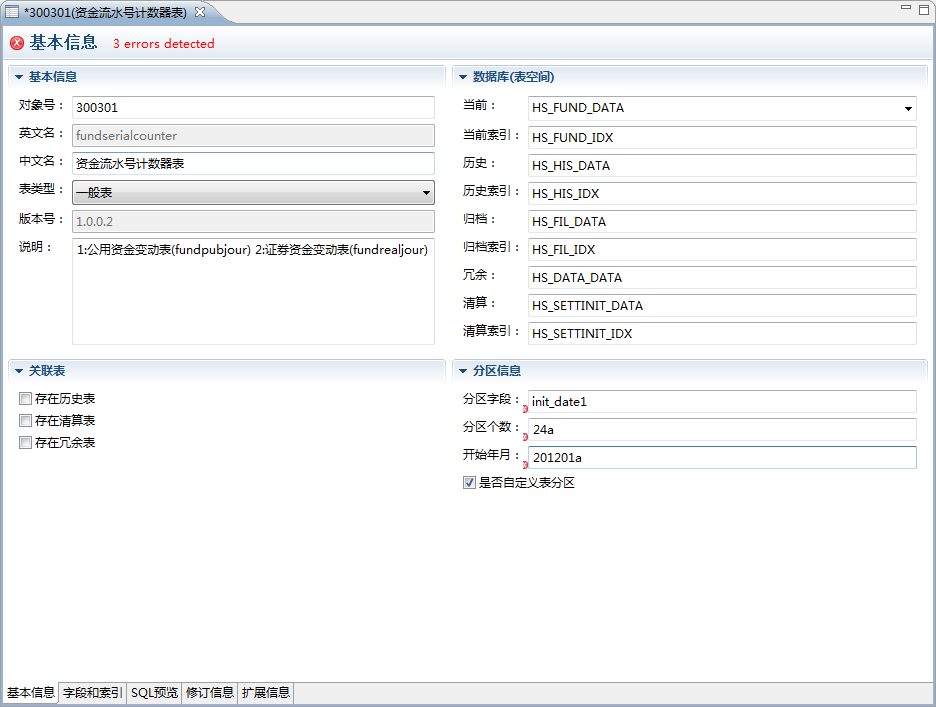 *300301(资金流水号计数器表)
基本信息 3 errors detected
基本信息
对象号： 300301
英文名： fundserialcounter
中文名： 资金流水号计数器表
表类型： 一般表
版本号： 1.0.0.2
说明： 1:公用资金变动表(fundpubjour) 2:证券资金变动表(fundrealjour)
数据库(表空间)
当前： HS_FUND_DATA
当前索引： HS_FUND_IDX
历史： HS_HIS_DATA
历史索引： HS_HIS_IDX
归档： HS_FIL_DATA
归档索引： HS_FIL_IDX
冗余： HS_DATA_DATA
清算： HS_SETTINIT_DATA
清算索引： HS_SETTINIT_IDX
关联表
存在历史表
存在清算表
存在冗余表
分区信息
分区字段： init_date1
分区个数： 24a
开始年月： 201201a
是否自定义表分区
基本信息 字段和索引 SQL预览 修订信息 扩展信息